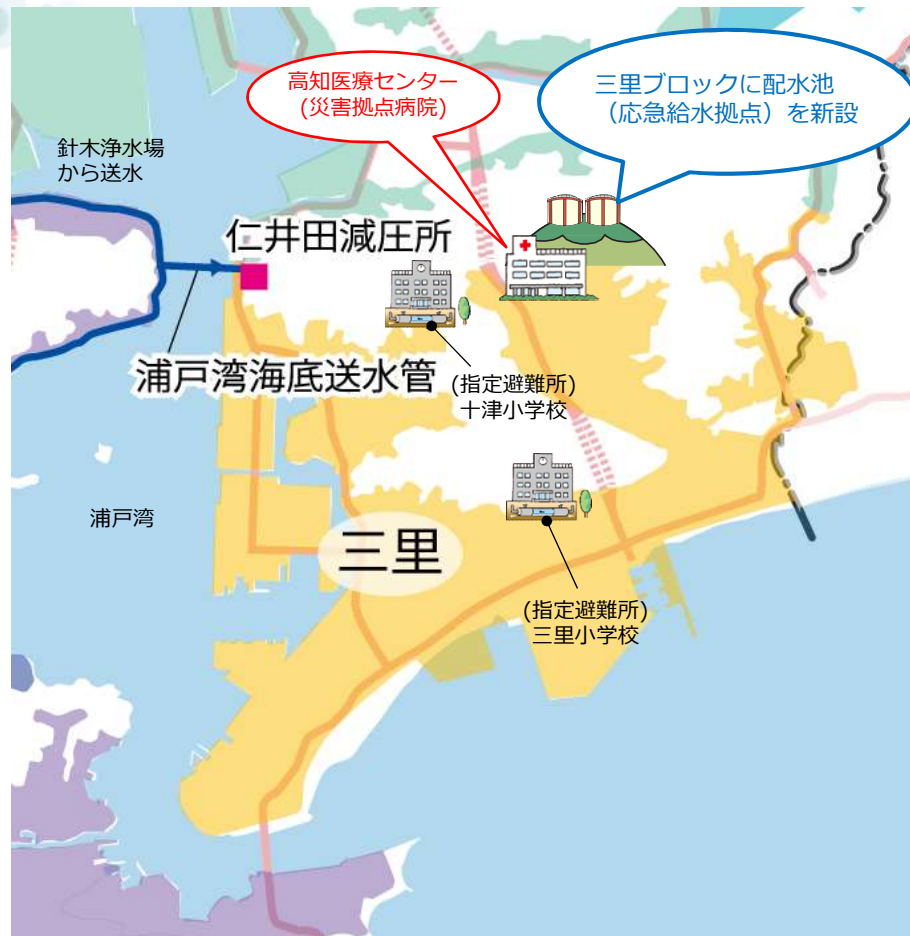 高知医療センター
(災害拠点病院)
三里ブロックに配水池
（応急給水拠点）を新設
針木浄水場
から送水
仁井田減圧所
浦戸湾海底送水管
(指定避難所)
十津小学校
浦戸湾
三里
(指定避難所)
三里小学校